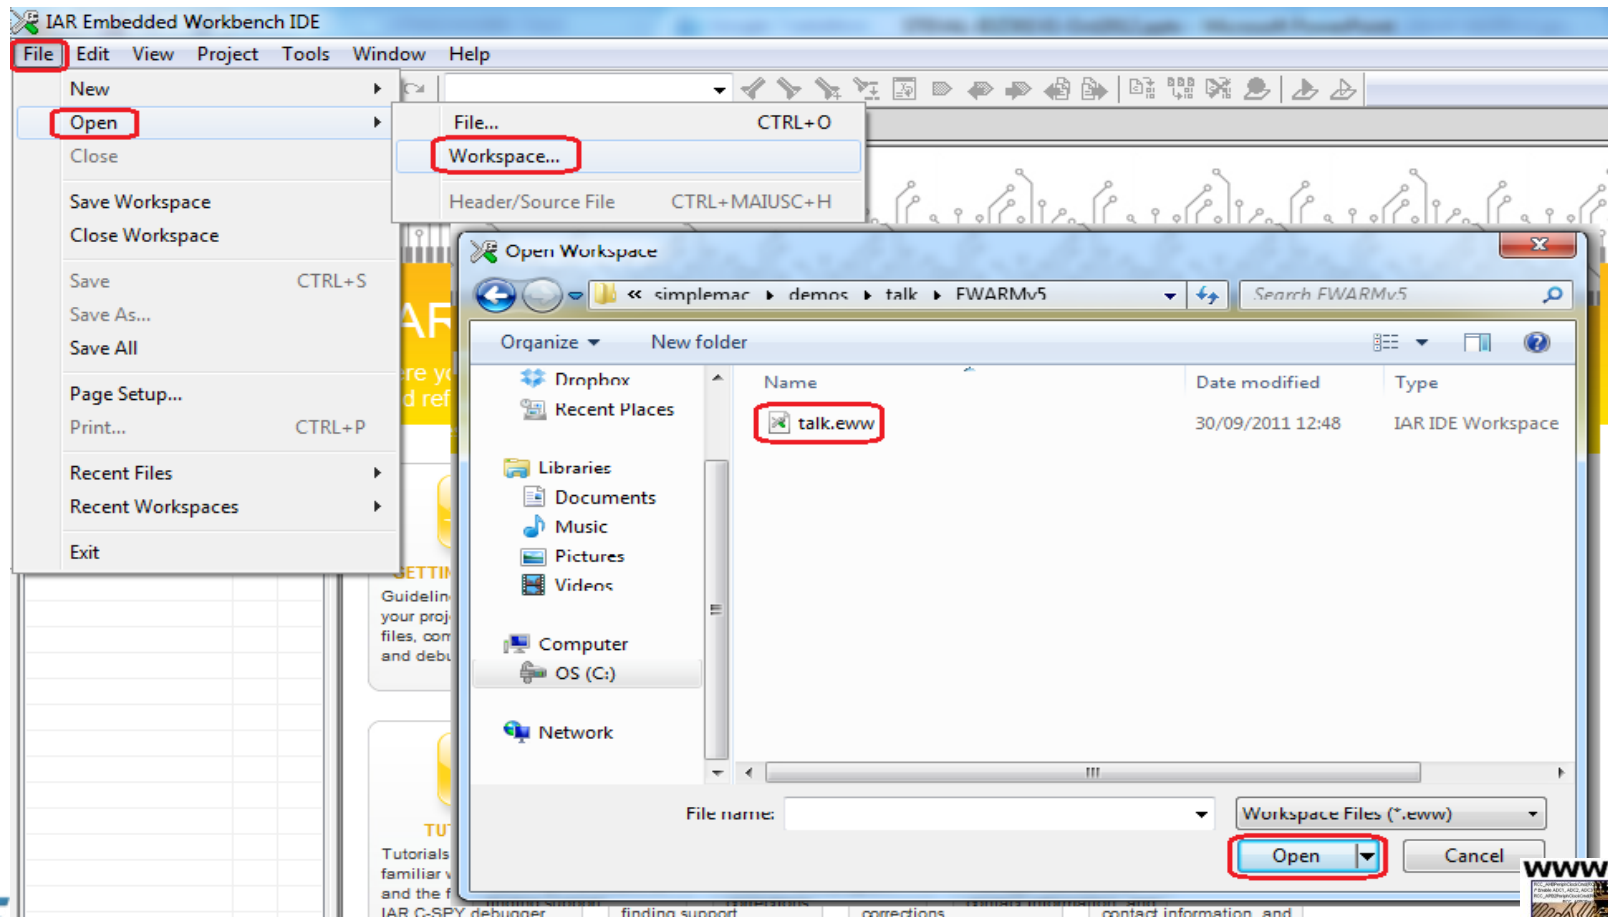 IAR Embedded Workbench IDE
File Edit View Project Tools Window Help
New
Open
Close
Save Workspace
Close Workspace
Save CTRL+S
Save As...
Save All
Page Setup...
Print... CTRL+P
Recent Files
Recent Workspaces
Exit
File... CTRL+O
Workspace...
Header/Source File CTRL+MAIUSC+H
Open Workspace
« simplemac demos talk EWARMv5
Search EWARMv5
Organize New folder
Dropbox
Recent Places
Libraries
Documents
Music
Pictures
Videos
Computer
OS (C:)
Network
Name Date modified Type
talk.eww 30/09/2011 12:48 IAR IDE Workspace
File name: Workspace Files (*.eww)
Open Cancel
Guidelin
your proj
files, com
and debu
Tutorials
familiar
and the f
IAR C-SPY debugger
finding support
corrections
contact information, and
www